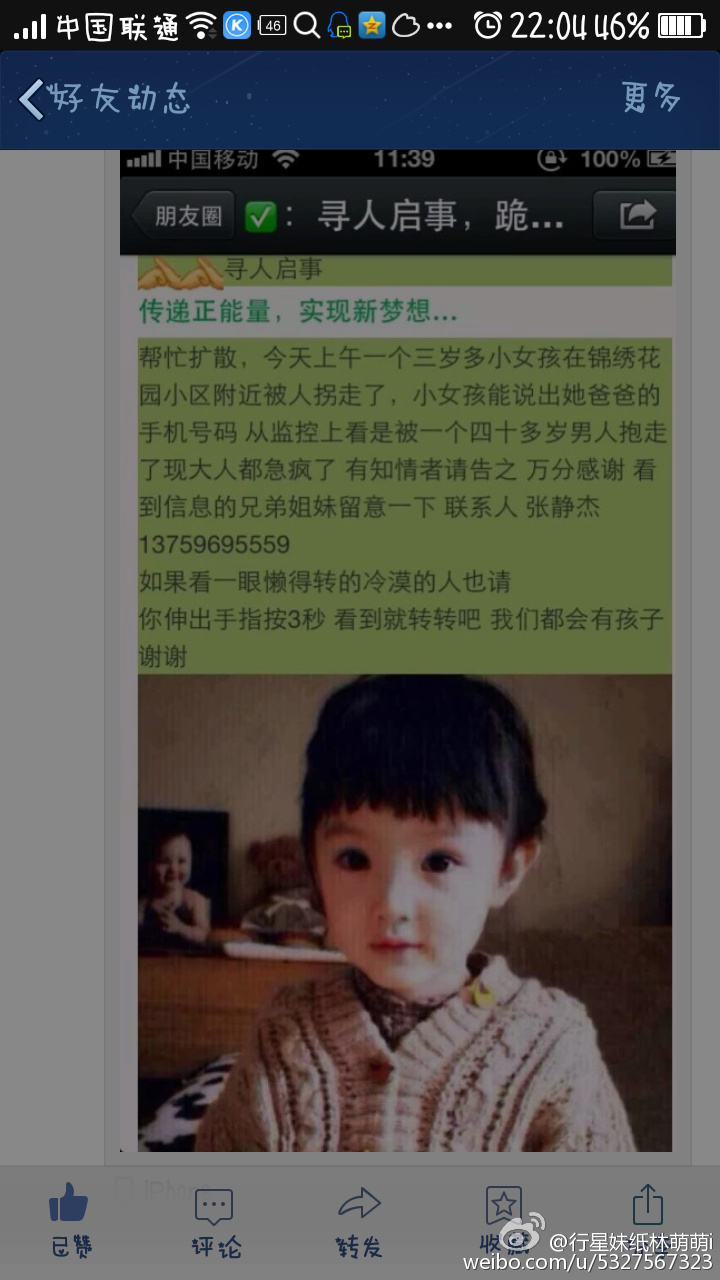 中国联通 46 22:04 46%
好友动态 更多
中国移动 11:39 100%
朋友圈 ：寻人启事，跪...
寻人启事
传递正能量，实现新梦想...
帮忙扩散，今天上午一个三岁多小女孩在锦绣花
园小区附近被人拐走了，小女孩能说出她爸爸的
手机号码 从监控上看是被一个四十多岁男人抱走
了现大人都急疯了 有知情者请告之 万分感谢 看
到信息的兄弟姐妹留意一下 联系人 张静杰
13759695559
如果看一眼懒得转的冷漠的人也请
你伸出手指按3秒 看到就转转吧 我们都会有孩子
谢谢
iPhone
已赞 评论 转发 收藏
@行星妹纸林萌萌i
weibo.com/u/5327567323